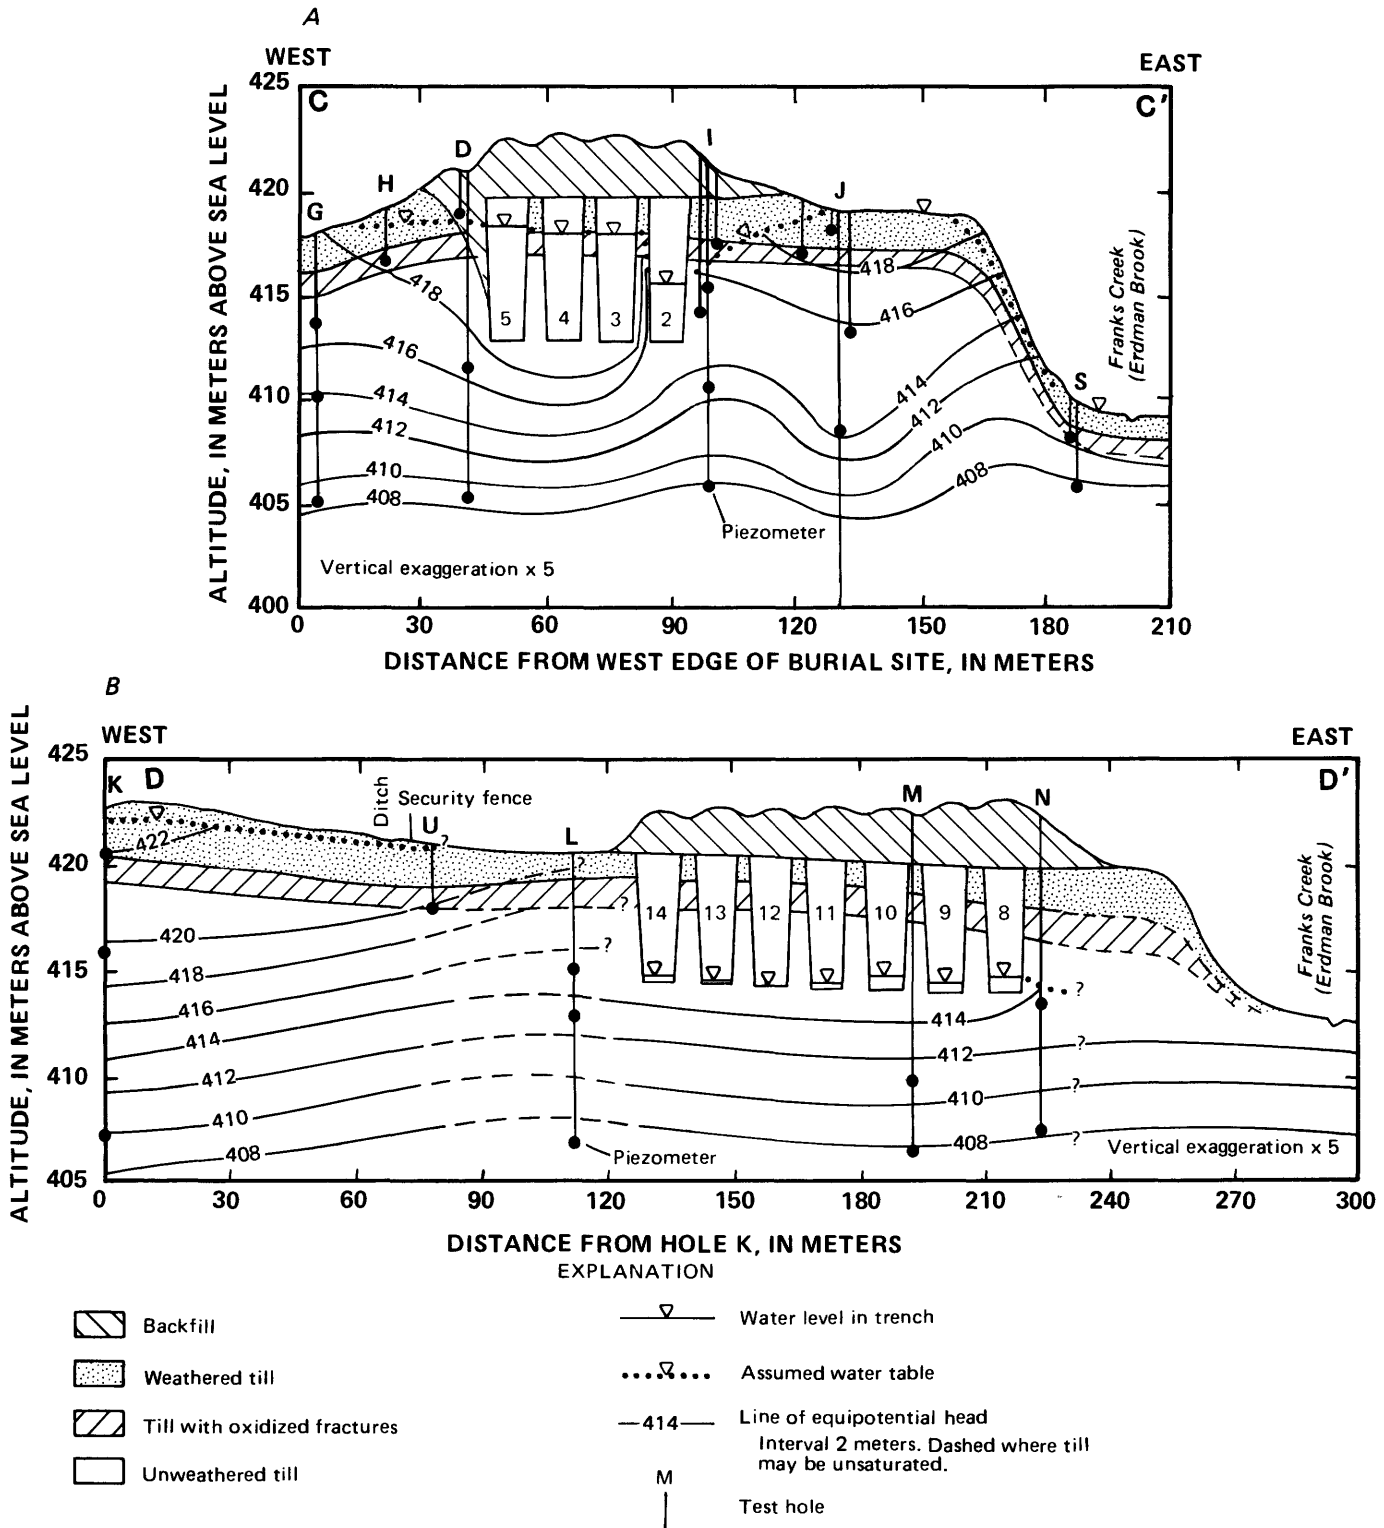 A
WEST
EAST
425
C
C'
I
D
420
H
J
G
418
418
415
5
4
3
2
416
416
Franks Creek
(Erdman Brook)
S
414
414
410
412
412
410
410
408
408
405
Piezometer
Vertical exaggeration x 5
400
0 30 60 90 120 150 180 210
ALTITUDE, IN METERS ABOVE SEA LEVEL
DISTANCE FROM WEST EDGE OF BURIAL SITE, IN METERS
B
WEST
EAST
425
K D
D'
Ditch
Security fence
M
N
U
?
L
422
420
?
?
14 13 12 11 10 9 8
420
Franks Creek
(Erdman Brook)
?
418
415
?
416
414
414
412
?
412
410
410
?
410
408
408
?
Vertical exaggeration x 5
Piezometer
405
0 30 60 90 120 150 180 210 240 270 300
ALTITUDE, IN METERS ABOVE SEA LEVEL
DISTANCE FROM HOLE K, IN METERS
EXPLANATION
Backfill
Weathered till
Till with oxidized fractures
Unweathered till
Water level in trench
Assumed water table
414
Line of equipotential head
Interval 2 meters. Dashed where till
may be unsaturated.
M
Test hole